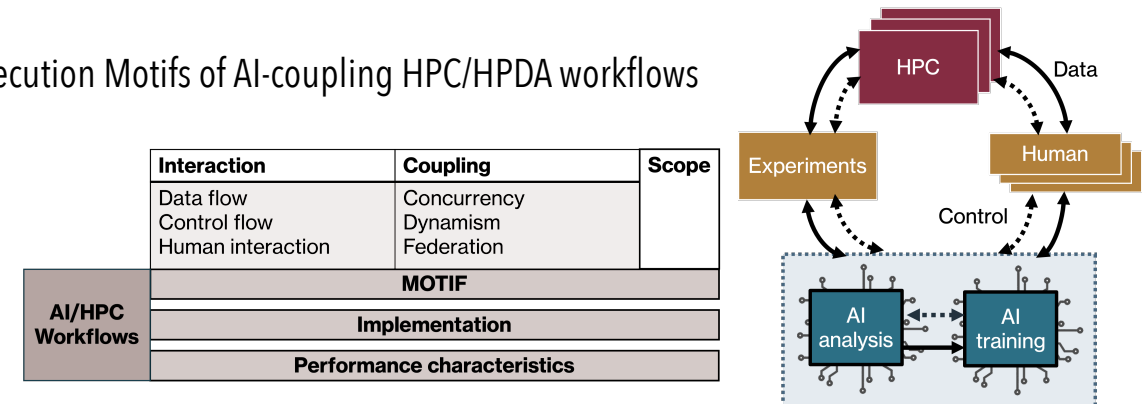 ecution Motifs of AI-coupling HPC/HPDA workflows
Interaction Coupling Scope
Data flow Concurrency
Control flow Dynamism
Human interaction Federation
AI/HPC
Workflows
MOTIF
Implementation
Performance characteristics
HPC
Data
Experiments
Human
Control
AI
analysis
AI
training